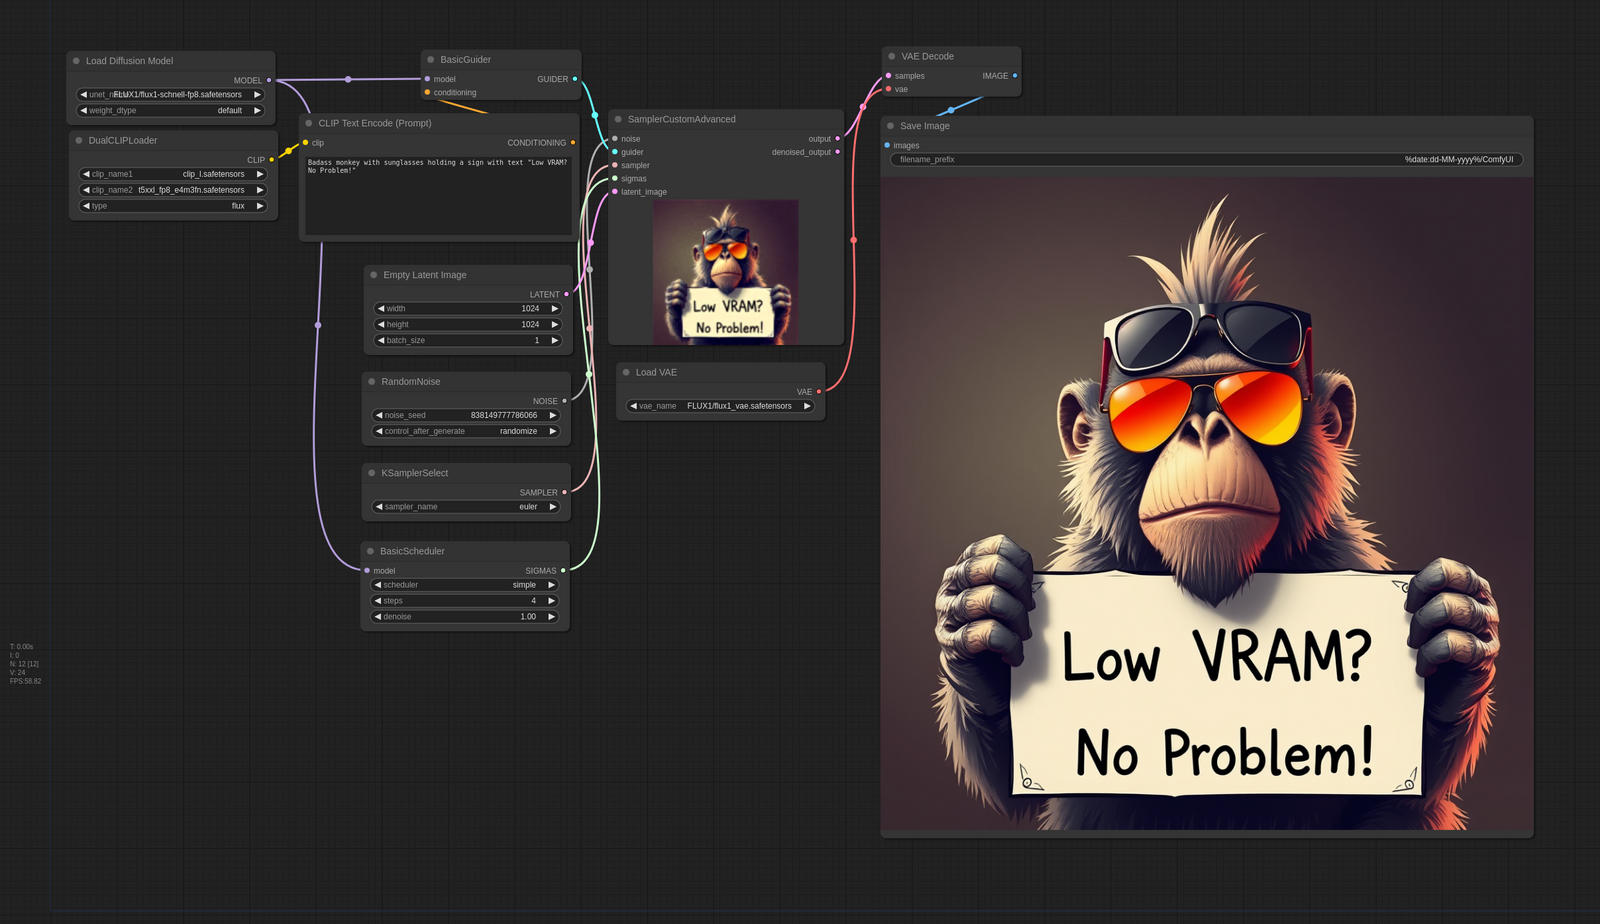 Load Diffusion Model
MODEL
FLUX1/flux1-schnell-fp8.safetensors
weight_dtype default
DualCLIPLoader
CLIP
clip_name1 clip_l.safetensors
clip_name2 t5xxl_fp8_e4m3fn.safetensors
type flux
BasicGuider
model GUIDER
conditioning
CLIP Text Encode (Prompt)
clip CONDITIONING
Badass monkey with sunglasses holding a sign with text "Low VRAM?
No Problem!"
Empty Latent Image
LATENT
width 1024
height 1024
batch_size 1
RandomNoise
NOISE
noise_seed 838149777786066
control_after_generate randomize
KSamplerSelect
SAMPLER
sampler_name euler
BasicScheduler
model SIGMAS
scheduler simple
steps 4
denoise 1.00
SamplerCustomAdvanced
noise output
guider denoised_output
sampler
sigmas
latent_image
Low VRAM?
No Problem!
Load VAE
VAE
vae_name FLUX1/flux1_vae.safetensors
VAE Decode
samples IMAGE
vae
Save Image
images
filename_prefix %date:dd-MM-yyyy%/ComfyUI
Low VRAM?
No Problem!
T: 0.00s
I: 0
N: 12 [12]
V: 24
FPS:58.82